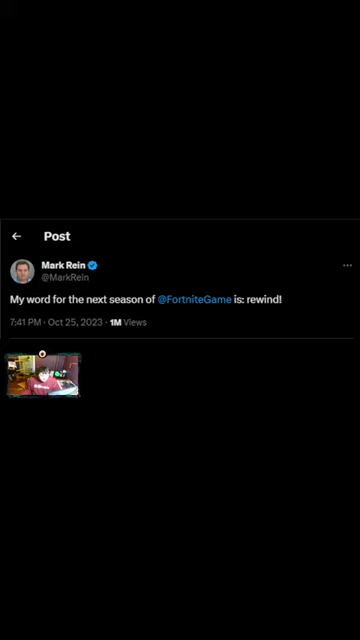 Post
Mark Rein
@MarkRein
My word for the next season of @FortniteGame is: rewind!
7:41 PM · Oct 25, 2023 · 1M Views